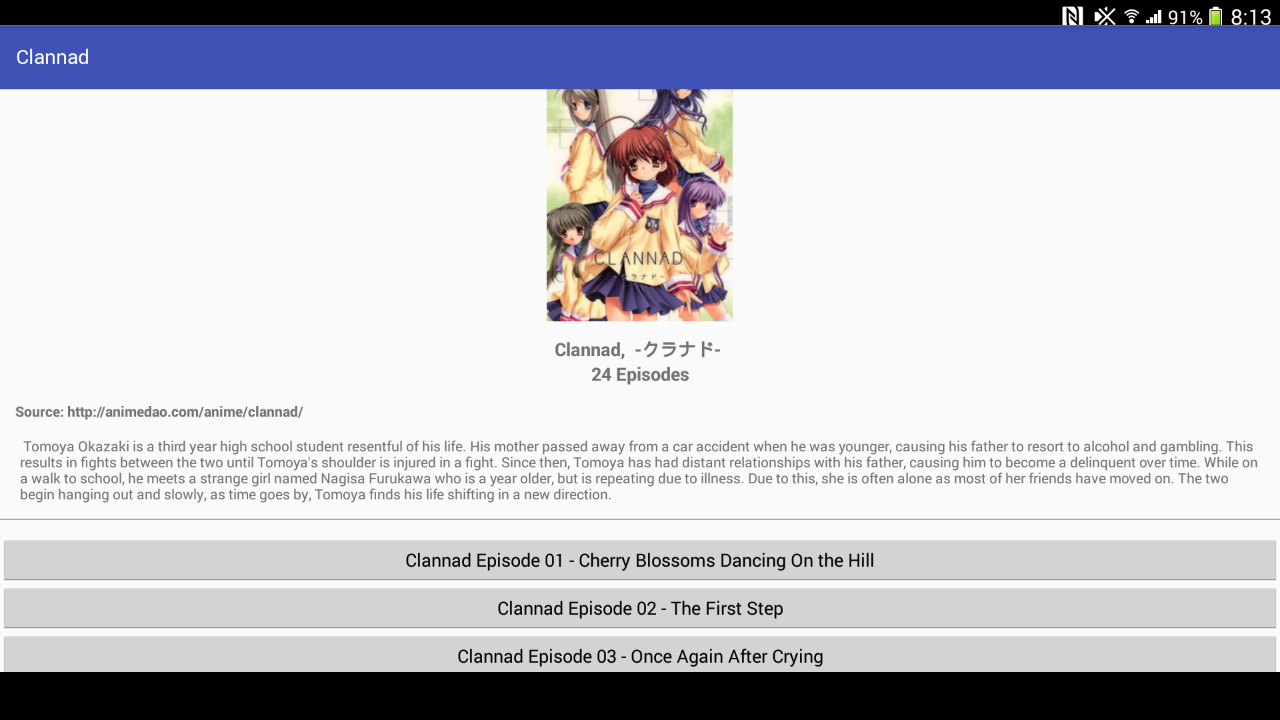 91% 8:13
Clannad
CLANNAD
-クラナド-
Clannad, -クラナド-
24 Episodes
Source: http://animedao.com/anime/clannad/
Tomoya Okazaki is a third year high school student resentful of his life. His mother passed away from a car accident when he was younger, causing his father to resort to alcohol and gambling. This
results in fights between the two until Tomoya's shoulder is injured in a fight. Since then, Tomoya has had distant relationships with his father, causing him to become a delinquent over time. While on
a walk to school, he meets a strange girl named Nagisa Furukawa who is a year older, but is repeating due to illness. Due to this, she is often alone as most of her friends have moved on. The two
begin hanging out and slowly, as time goes by, Tomoya finds his life shifting in a new direction.
Clannad Episode 01 - Cherry Blossoms Dancing On the Hill
Clannad Episode 02 - The First Step
Clannad Episode 03 - Once Again After Crying